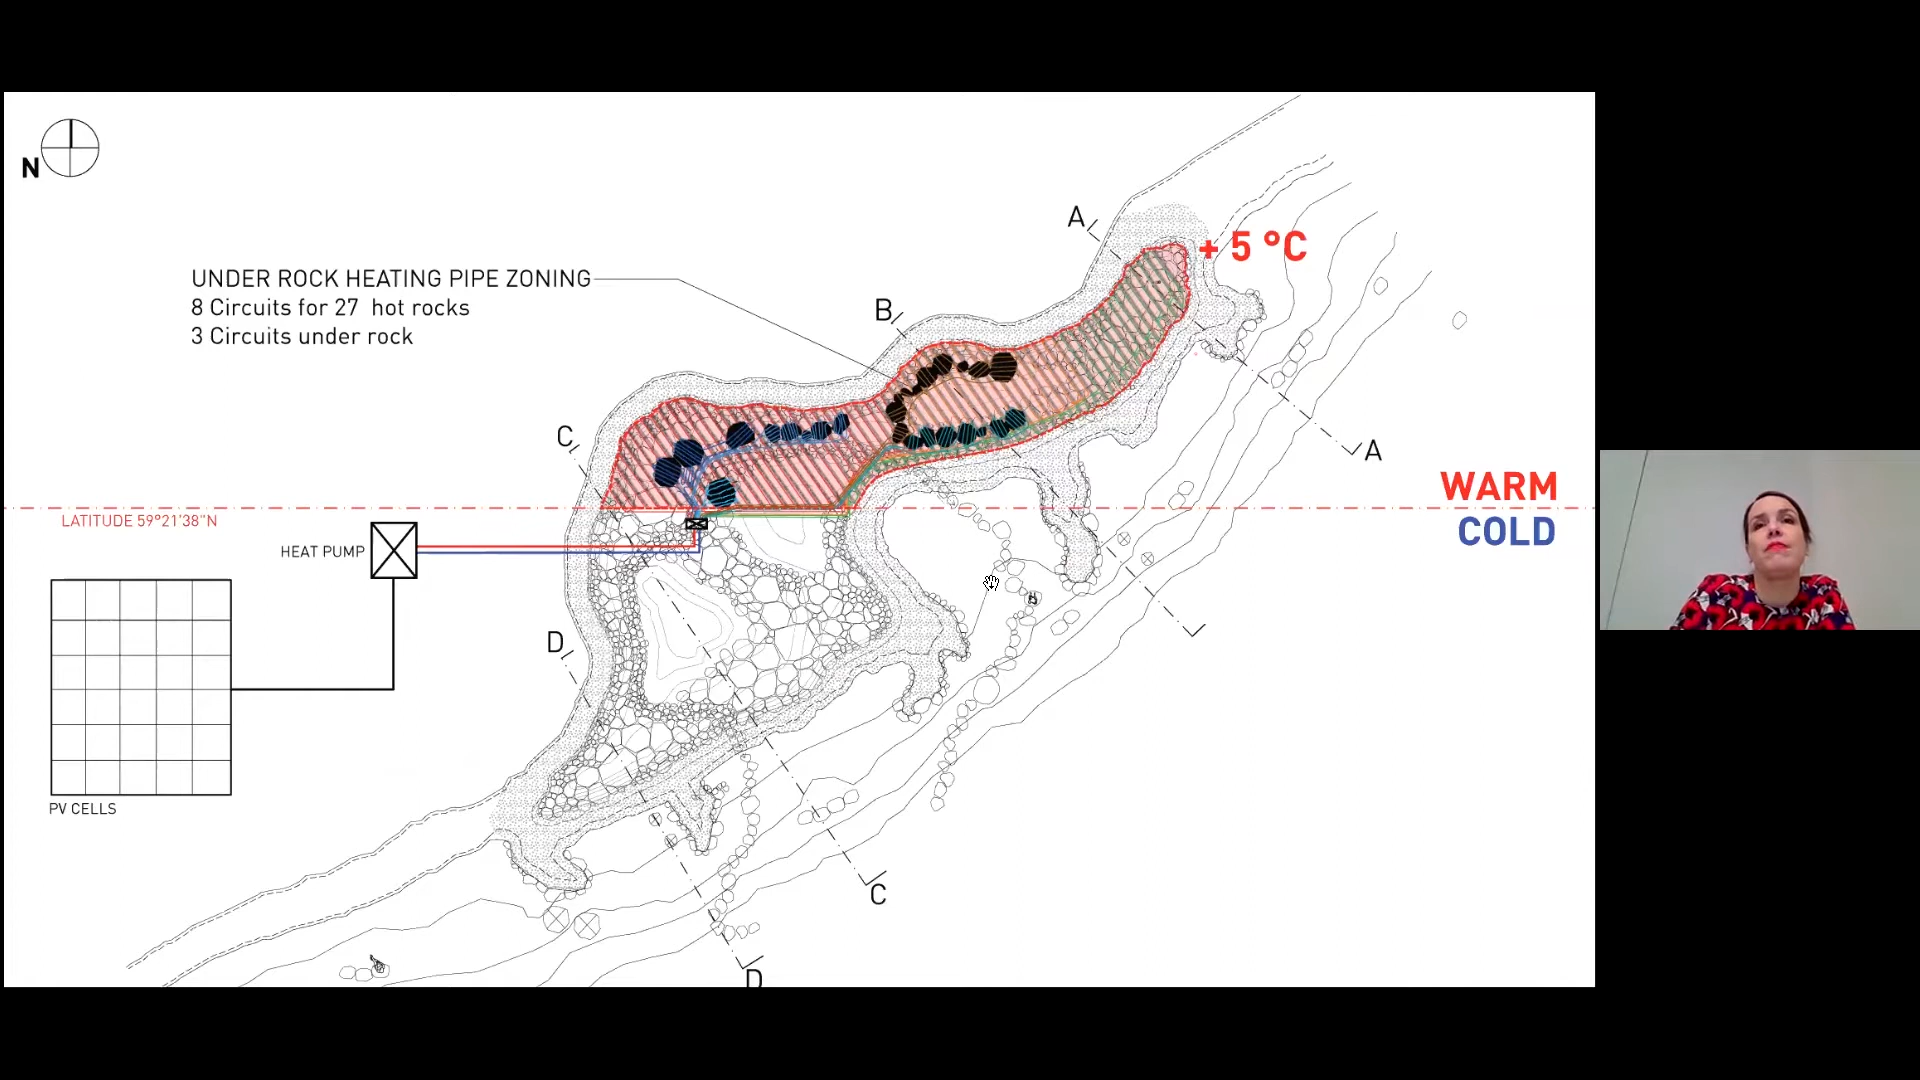 N
A
+ 5 °C
UNDER ROCK HEATING PIPE ZONING
8 Circuits for 27 hot rocks
3 Circuits under rock
B
C
A
WARM
LATITUDE 59°21'38"N
COLD
HEAT PUMP
D
PV CELLS
C
D